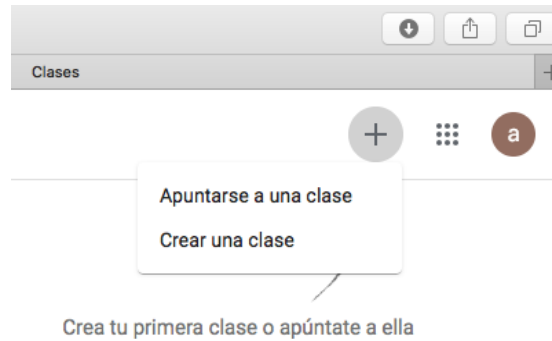 Clases
a
Apuntarse a una clase
Crear una clase
Crea tu primera clase o apúntate a ella